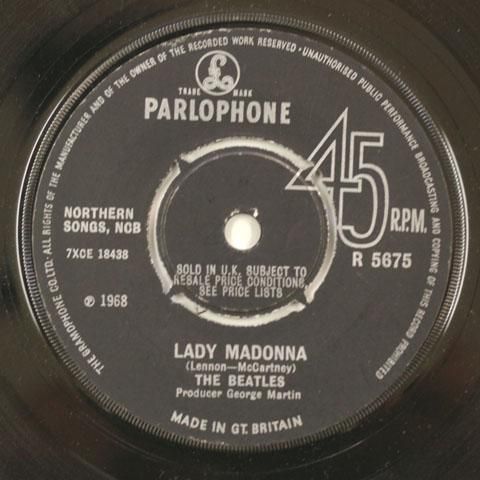 THE GRAMOPHONE CO. LTD. · ALL RIGHTS OF THE MANUFACTURER AND OF THE OWNER OF THE RECORDED WORK RESERVED · UNAUTHORISED PUBLIC PERFORMANCE BROADCASTING AND COPYING OF THIS RECORD PROHIBITED
£
TRADE MARK
PARLOPHONE
45
R.P.M.
NORTHERN
SONGS, NCB
7XCE 18438
R 5675
SOLD IN U.K. SUBJECT TO
RESALE PRICE CONDITIONS,
SEE PRICE LISTS
℗ 1968
LADY MADONNA
(Lennon—McCartney)
THE BEATLES
Producer George Martin
MADE IN GT. BRITAIN